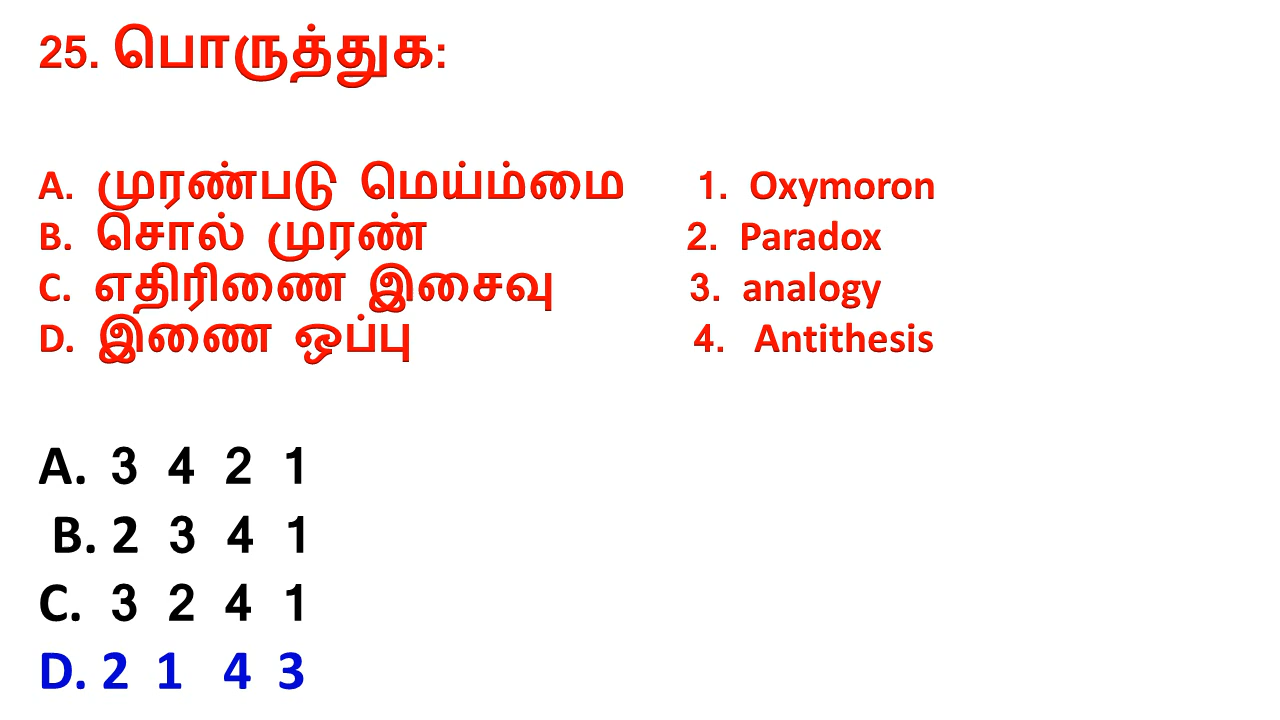 25. பொருத்துக:
A. முரண்படு மெய்ம்மை 1. Oxymoron
B. சொல் முரண் 2. Paradox
C. எதிரிணை இசைவு 3. analogy
D. இணை ஒப்பு 4. Antithesis
A. 3 4 2 1
B. 2 3 4 1
C. 3 2 4 1
D. 2 1 4 3